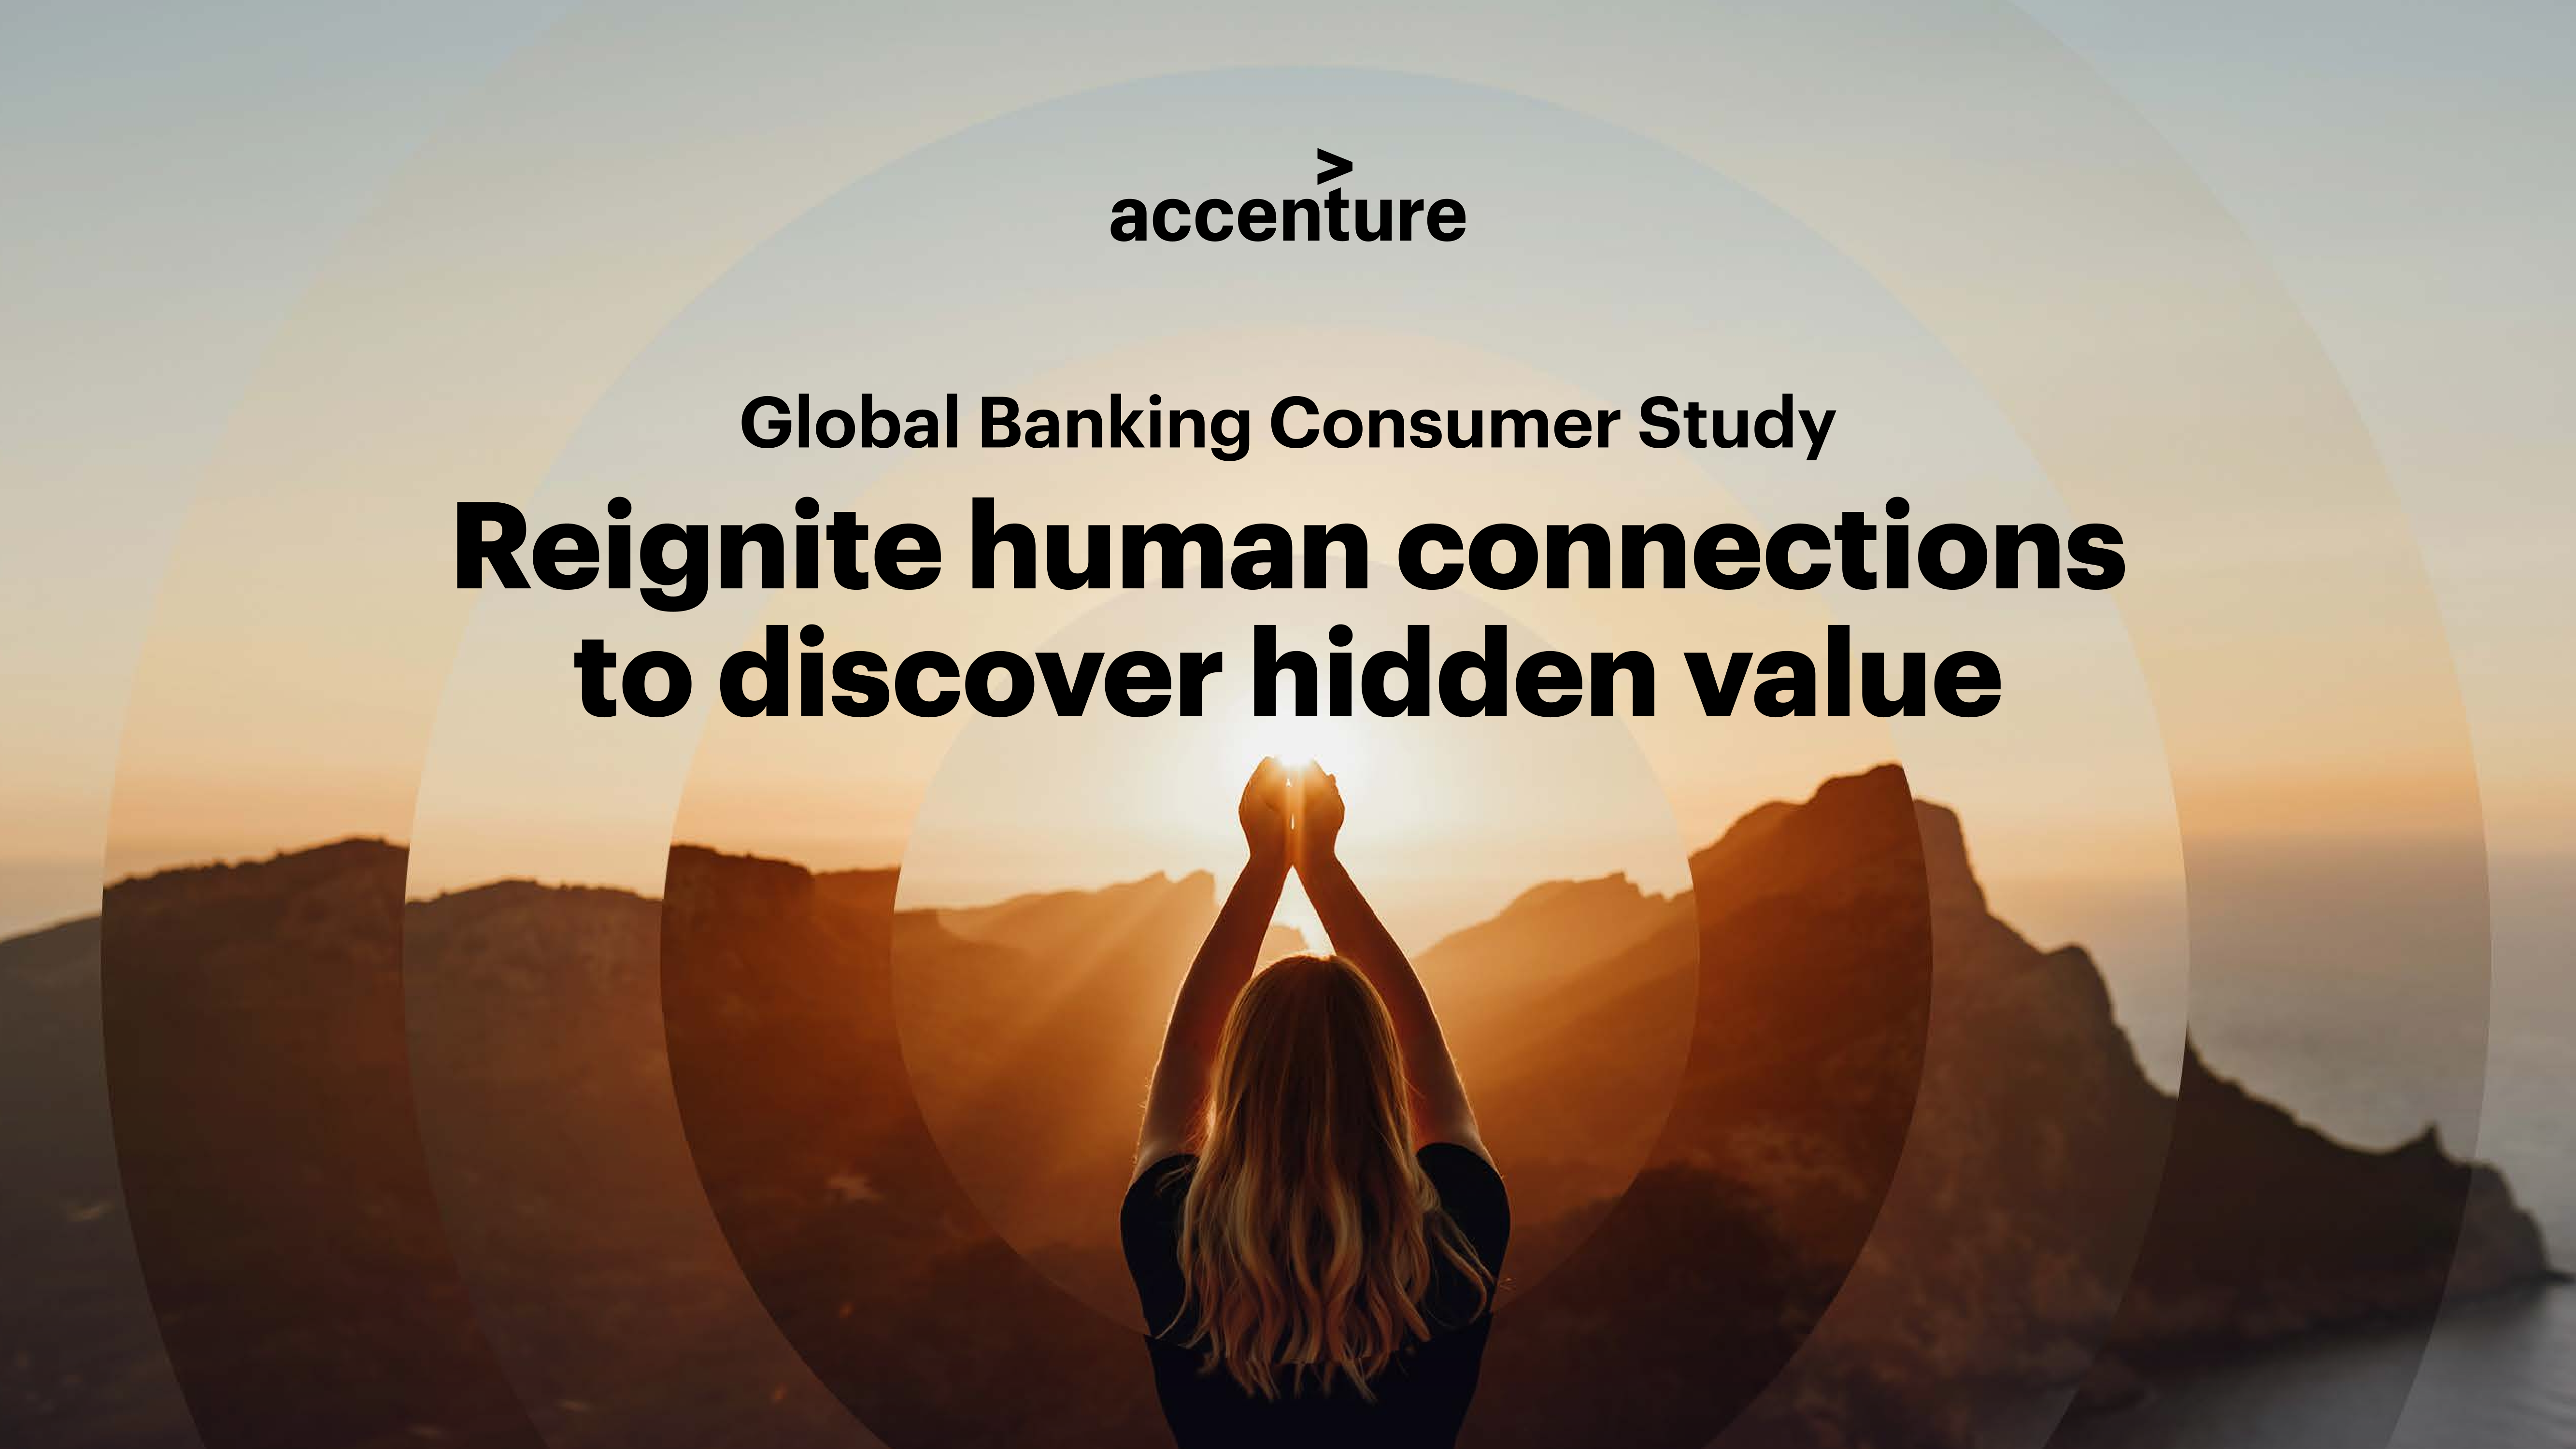 accenture
Global Banking Consumer Study
Reignite human connections
to discover hidden value